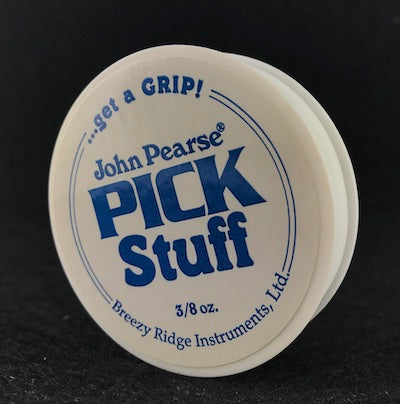 ...get a GRIP!
John Pearse®
PICK
Stuff
3/8 oz.
Breezy Ridge Instruments, Ltd.